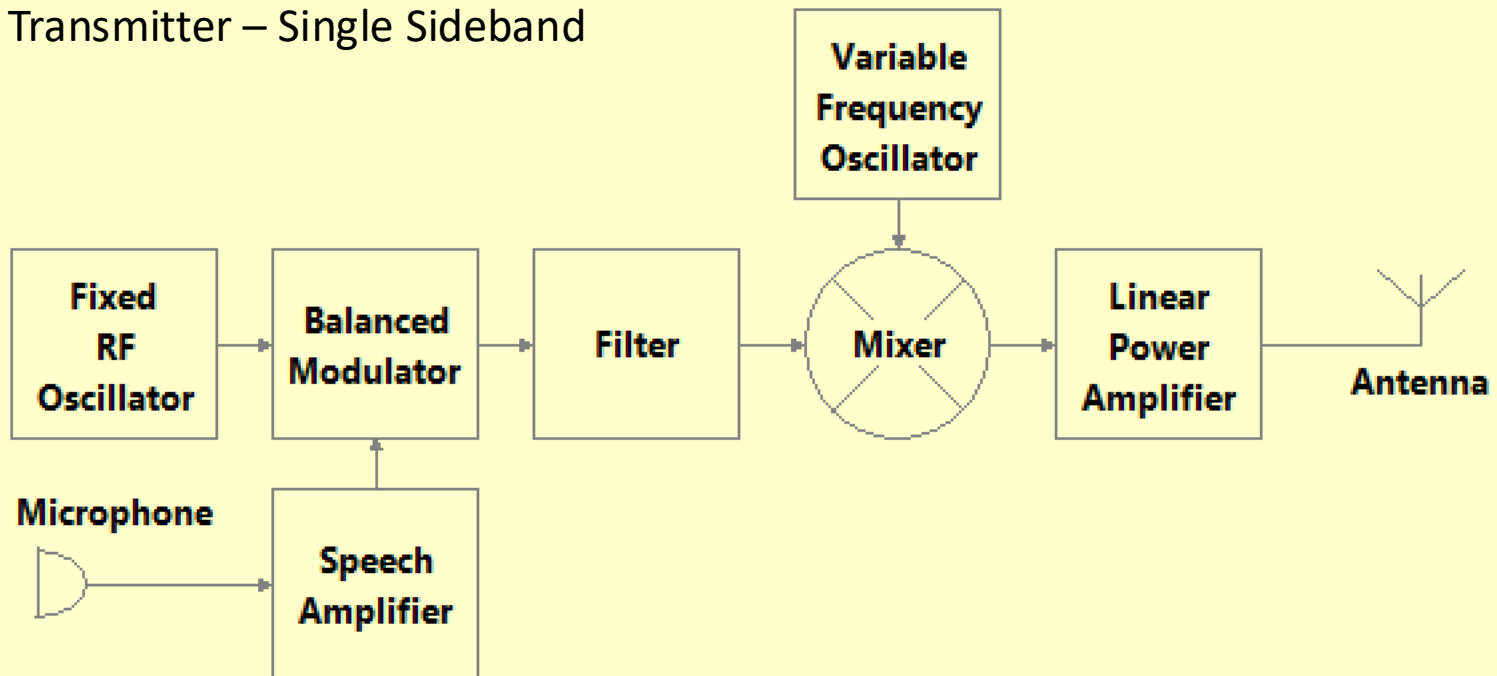 Transmitter – Single Sideband
Variable
Frequency
Oscillator
Fixed
RF
Oscillator
Balanced
Modulator
Filter
Mixer
Linear
Power
Amplifier
Antenna
Microphone
Speech
Amplifier